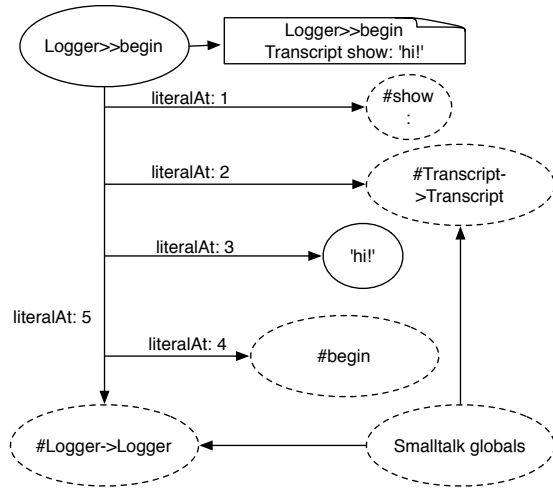 Logger>>begin
Logger>>begin
Transcript show: 'hi!'
literalAt: 1
#show
:
literalAt: 2
#Transcript-
>Transcript
literalAt: 3
'hi!'
literalAt: 5
literalAt: 4
#begin
#Logger->Logger
Smalltalk globals